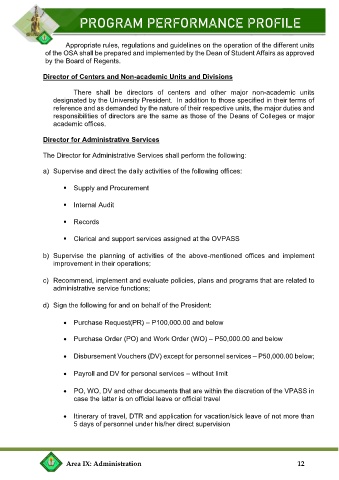 PROGRAM PERFORMANCE PROFILE
Appropriate rules, regulations and guidelines on the operation of the different units
of the OSA shall be prepared and implemented by the Dean of Student Affairs as approved
by the Board of Regents.
Director of Centers and Non-academic Units and Divisions
There shall be directors of centers and other major non-academic units
designated by the University President. In addition to those specified in their terms of
reference and as demanded by the nature of their respective units, the major duties and
responsibilities of directors are the same as those of the Deans of Colleges or major
academic offices.
Director for Administrative Services
The Director for Administrative Services shall perform the following:
a) Supervise and direct the daily activities of the following offices:
▪ Supply and Procurement
▪ Internal Audit
▪ Records
▪ Clerical and support services assigned at the OVPASS
b) Supervise the planning of activities of the above-mentioned offices and implement
improvement in their operations;
c) Recommend, implement and evaluate policies, plans and programs that are related to
administrative service functions;
d) Sign the following for and on behalf of the President:
• Purchase Request(PR) – P100,000.00 and below
• Purchase Order (PO) and Work Order (WO) – P50,000.00 and below
• Disbursement Vouchers (DV) except for personnel services – P50,000.00 below;
• Payroll and DV for personal services – without limit
• PO, WO, DV and other documents that are within the discretion of the VPASS in
case the latter is on official leave or official travel
• Itinerary of travel, DTR and application for vacation/sick leave of not more than
5 days of personnel under his/her direct supervision
Area IX: Administration 12